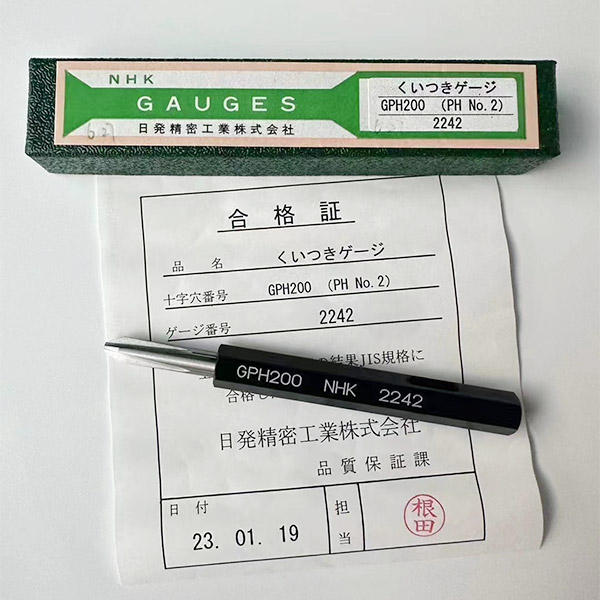 NHK
GAUGES
日発精密工業株式会社
くいつきゲージ
GPH200 (PH No.2)
2242
合格証
品名 くいつきゲージ
十字穴番号 GPH200 (PH No.2)
ゲージ番号 2242
結果JIS規格に
GPH200 NHK 2242
合格し
日発精密工業株式会社
品質保証課
日付 23.01.19
担当 根田